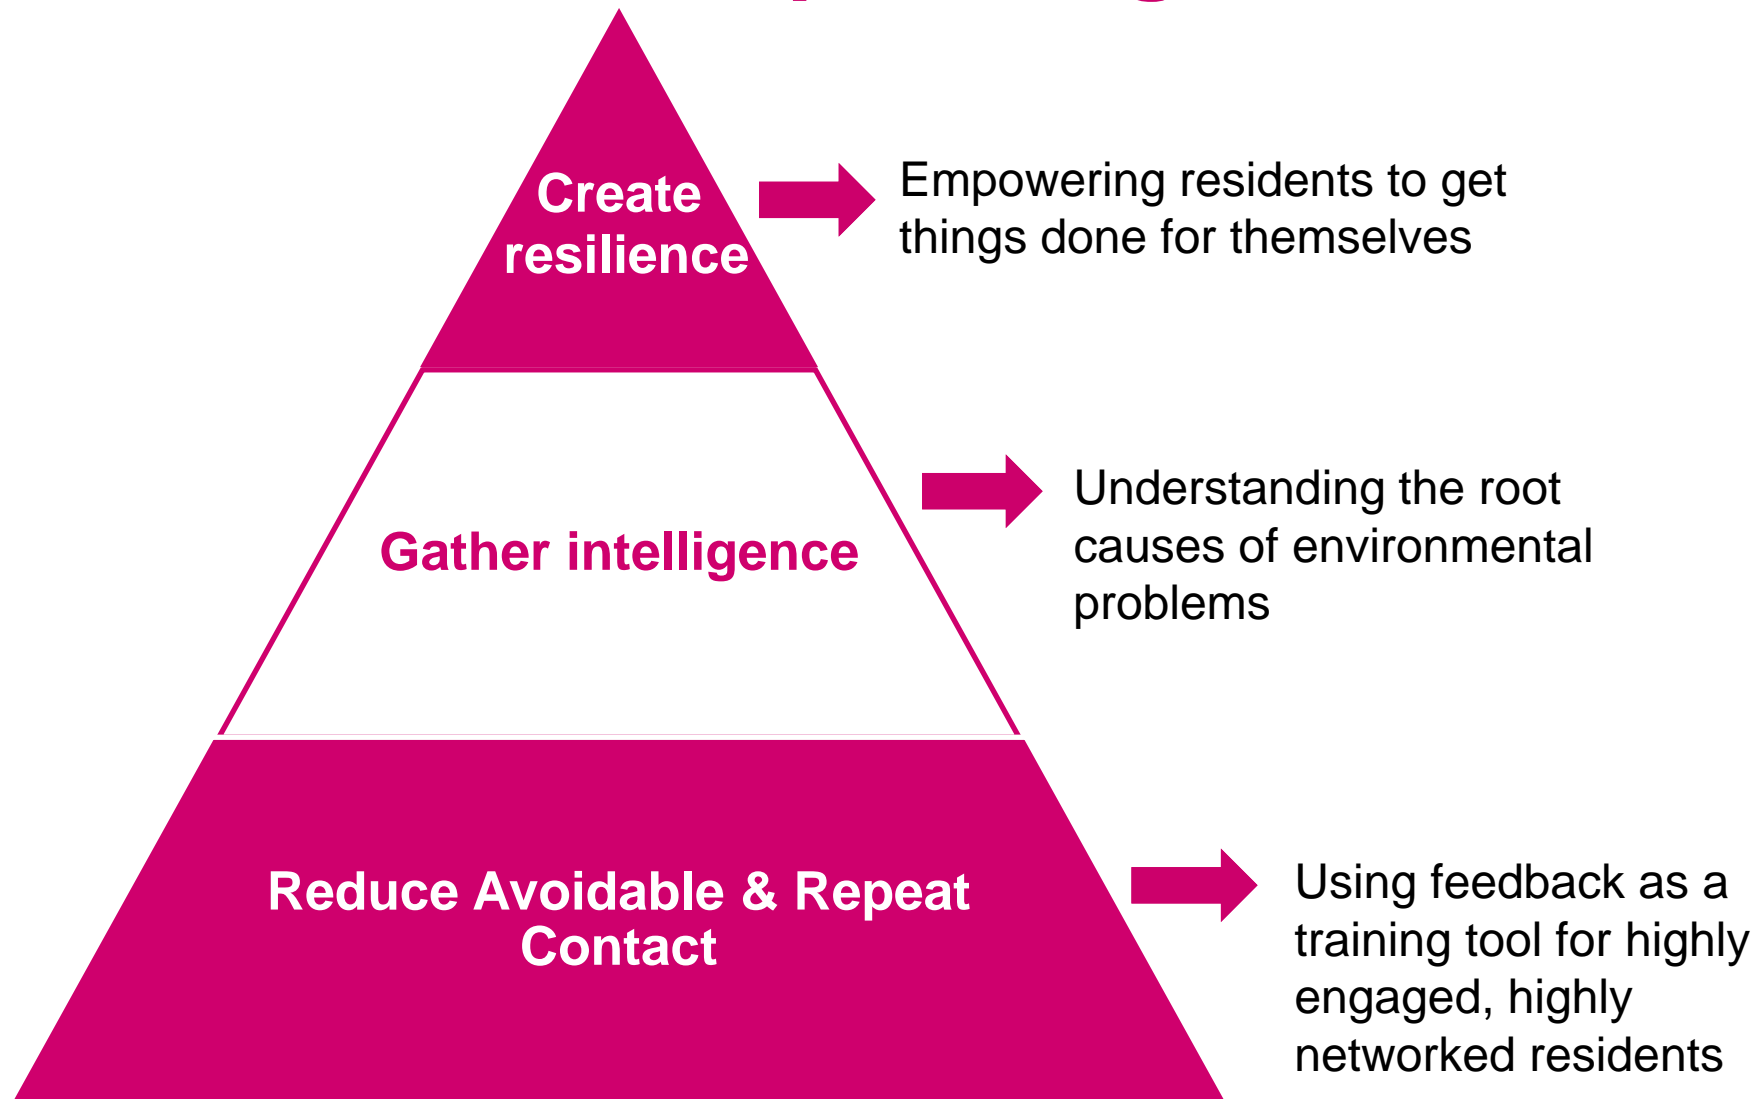 Create
resilience
Empowering residents to get
things done for themselves
Gather intelligence
Understanding the root
causes of environmental
problems
Reduce Avoidable & Repeat
Contact
Using feedback as a
training tool for highly
engaged, highly
networked residents